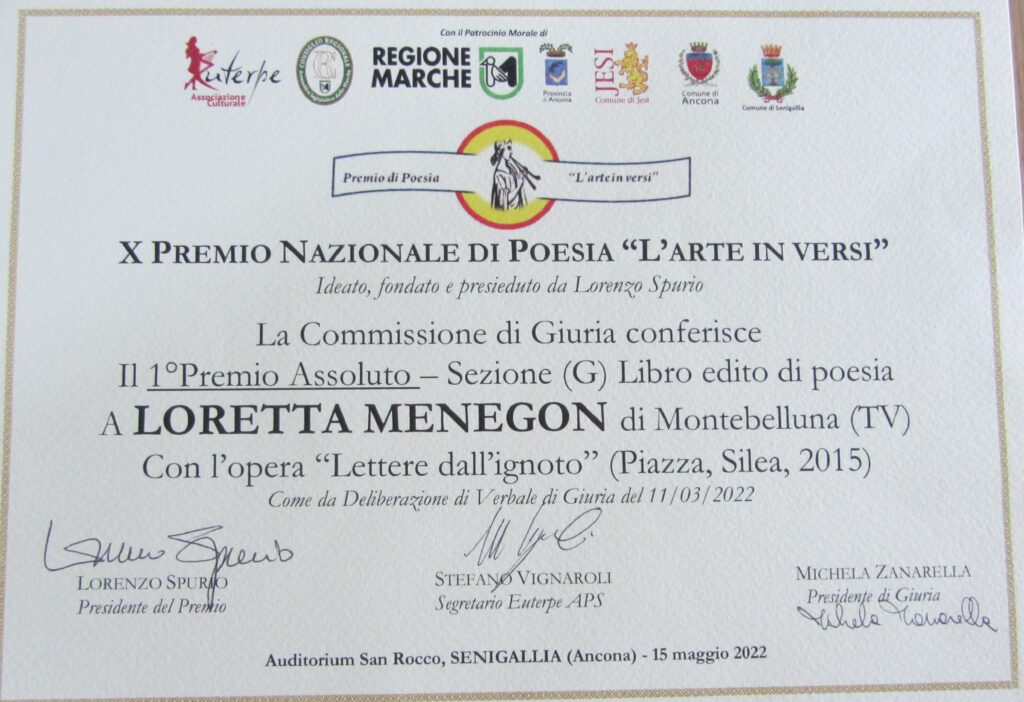 Con il Patrocinio Morale di
Euterpe
Associazione
Culturale
CONSIGLIO REGIONALE
REGIONE
MARCHE
Provincia
di Ancona
JESI
Comune di Jesi
Comune di
Ancona
Comune di Senigallia
Premio di Poesia
"L'arte in versi"
X PREMIO NAZIONALE DI POESIA “L’ARTE IN VERSI”
Ideato, fondato e presieduto da Lorenzo Spurio
La Commissione di Giuria conferisce
Il 1°Premio Assoluto – Sezione (G) Libro edito di poesia
A LORETTA MENEGON di Montebelluna (TV)
Con l’opera “Lettere dall’ignoto” (Piazza, Silea, 2015)
Come da Deliberazione di Verbale di Giuria del 11/03/2022
LORENZO SPURIO
Presidente del Premio
STEFANO VIGNAROLI
Segretario Euterpe APS
MICHELA ZANARELLA
Presidente di Giuria
Michela Zanarella
Auditorium San Rocco, SENIGALLIA (Ancona) - 15 maggio 2022